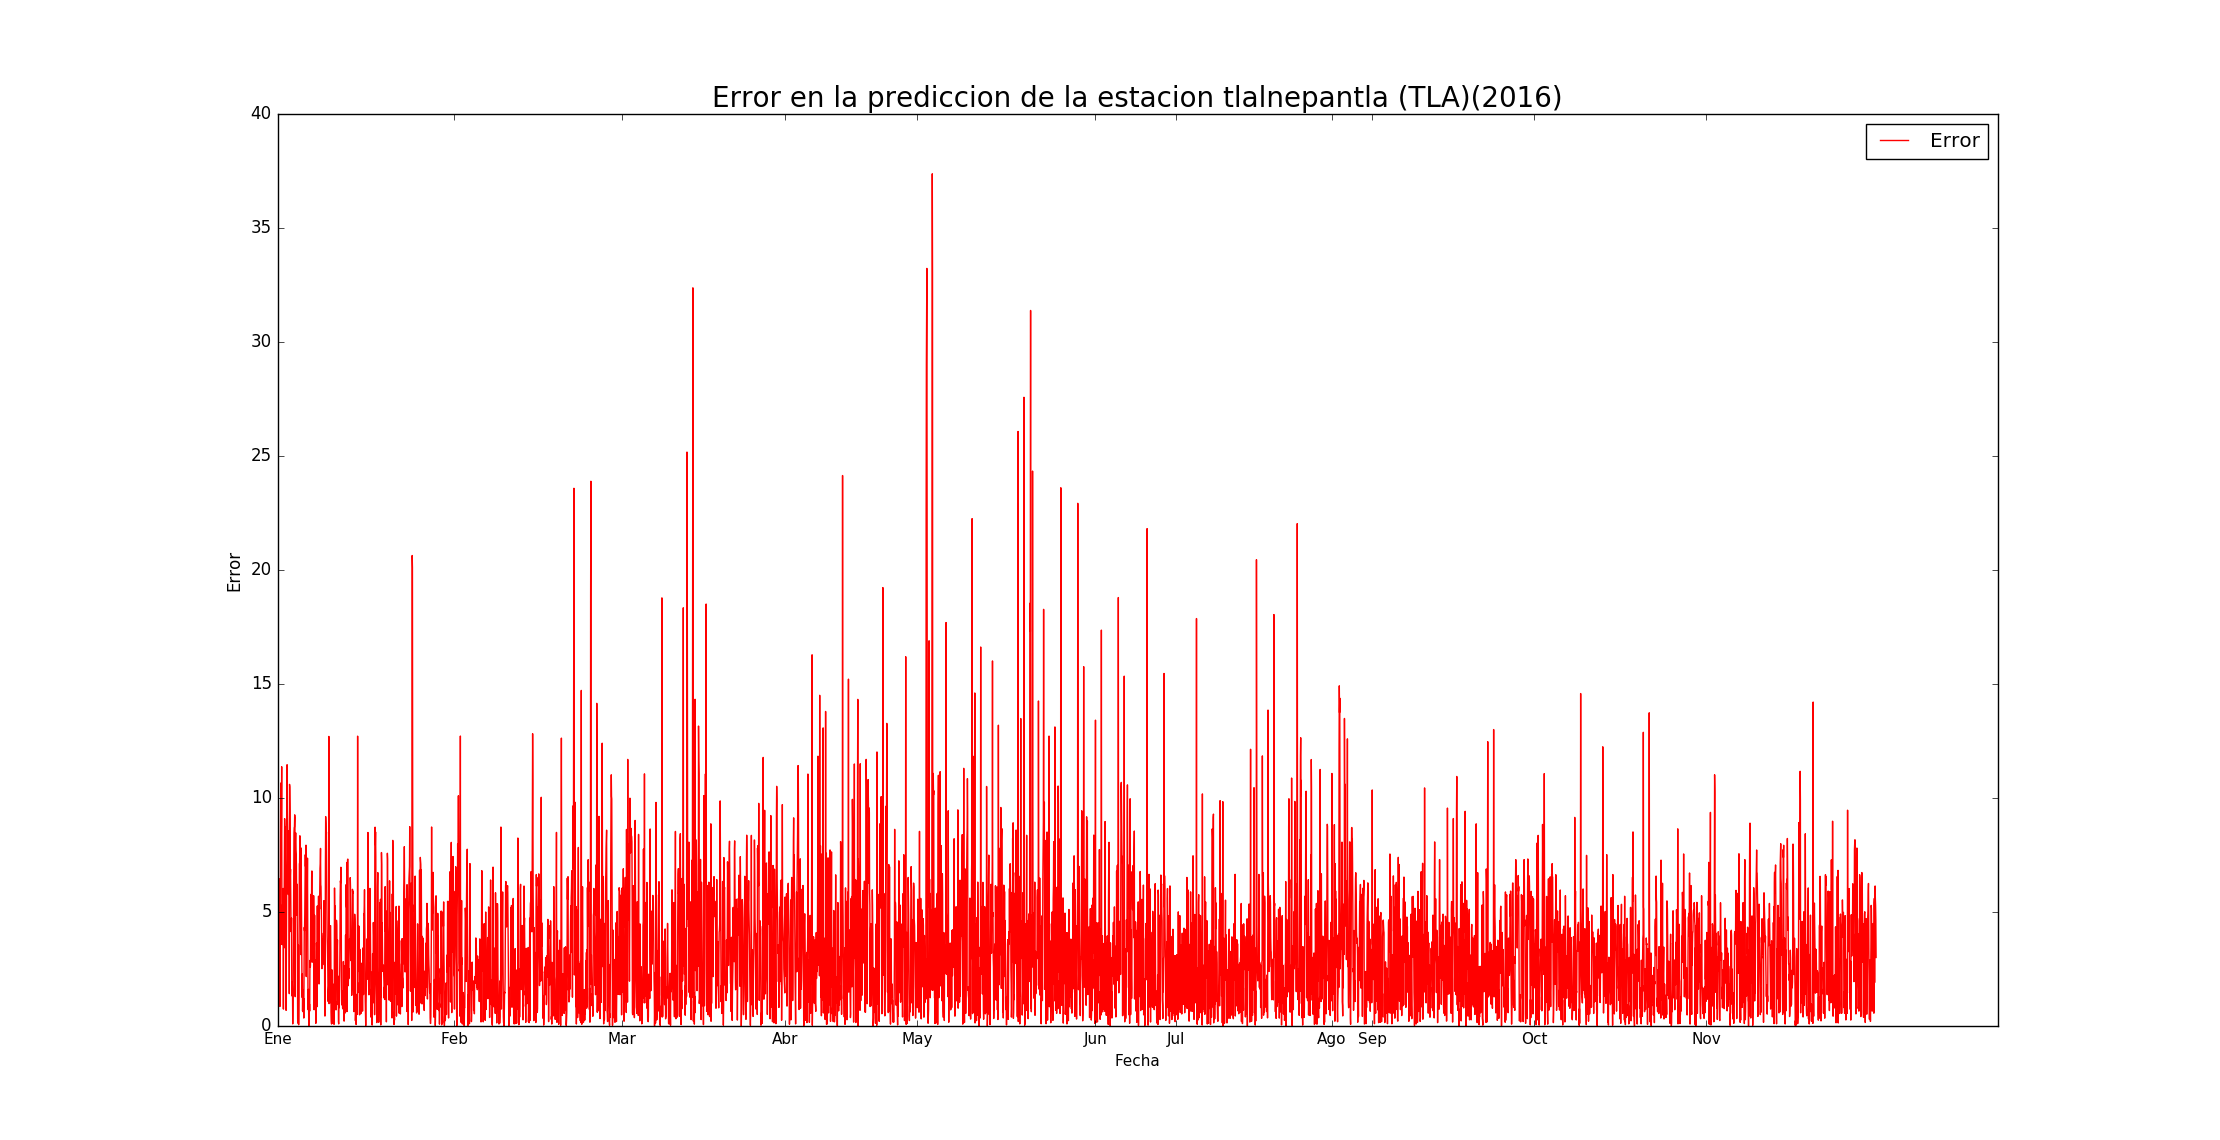 Error en la prediccion de la estacion tlalnepantla (TLA)(2016)
Error
40
35
30
25
20
15
10
5
0
Error
Ene Feb Mar Abr May Jun Jul Ago Sep Oct Nov
Fecha